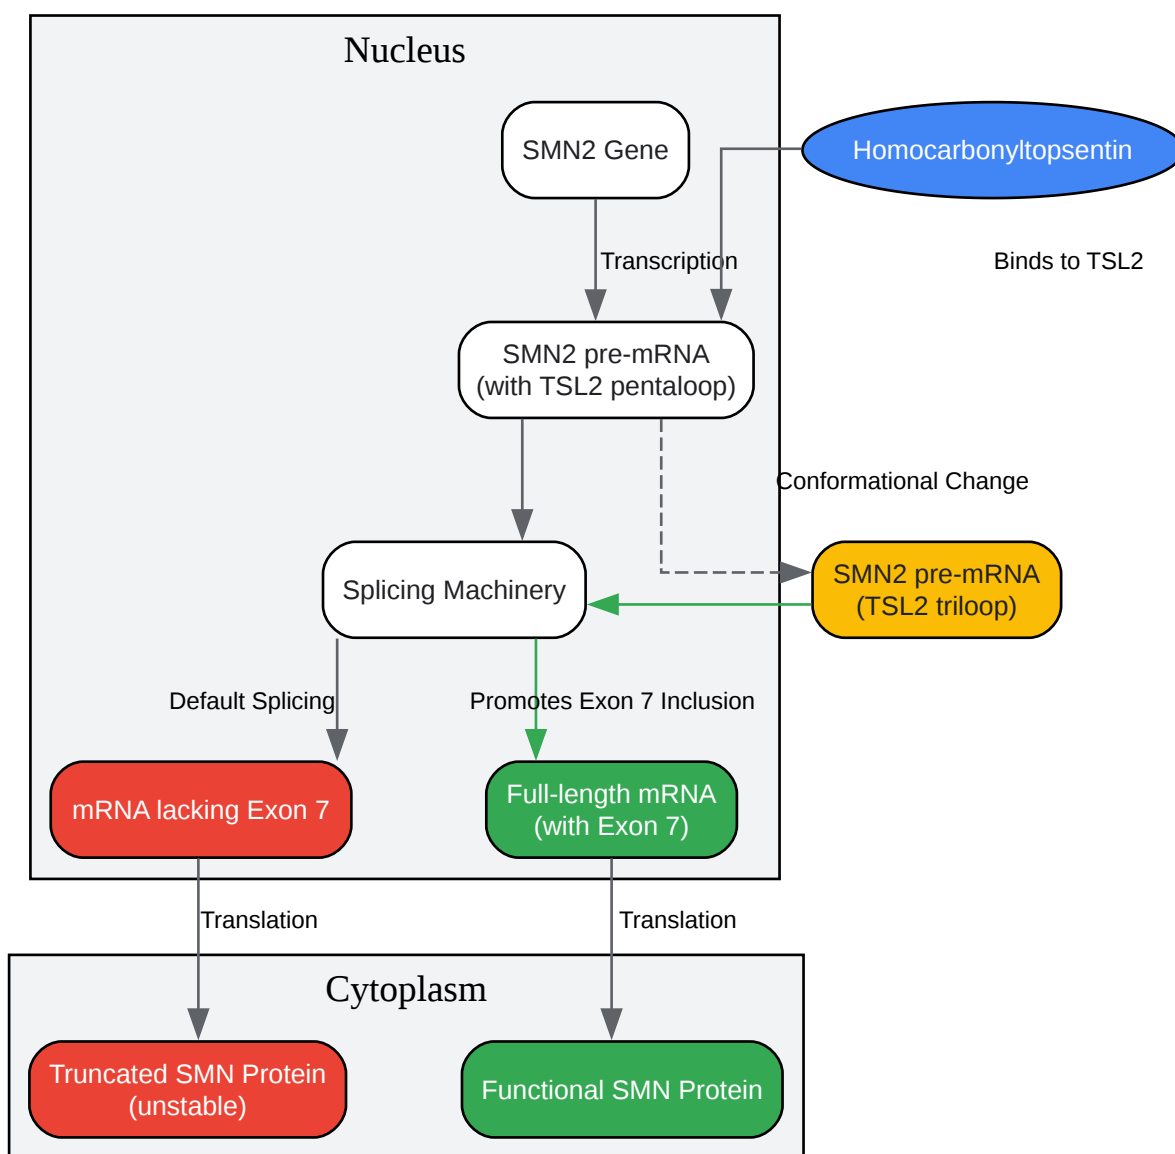 Nucleus
SMN2 Gene
Homocarbonyltopsentin
Transcription
Binds to TSL2
SMN2 pre-mRNA
(with TSL2 pentaloop)
Conformational Change
Splicing Machinery
SMN2 pre-mRNA
(TSL2 triloop)
Default Splicing
Promotes Exon 7 Inclusion
mRNA lacking Exon 7
Full-length mRNA
(with Exon 7)
Translation
Translation
Cytoplasm
Truncated SMN Protein
(unstable)
Functional SMN Protein